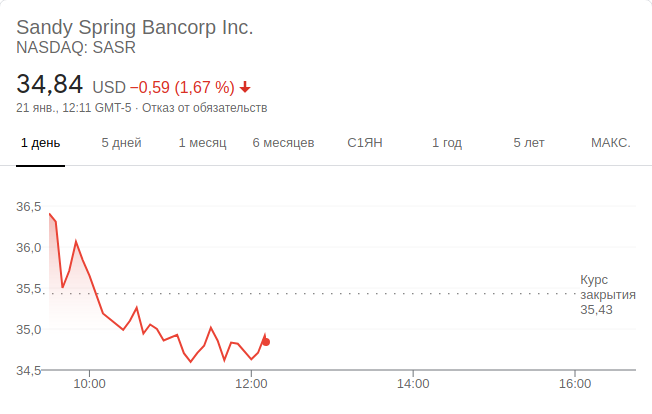 Sandy Spring Bancorp Inc.
NASDAQ: SASR
34,84 USD −0,59 (1,67 %)
21 янв., 12:11 GMT-5 · Отказ от обязательств
1 день 5 дней 1 месяц 6 месяцев С1ЯН 1 год 5 лет МАКС.
36,5
36,0
35,5
35,0
34,5
Курс
закрытия
35,43
10:00 12:00 14:00 16:00